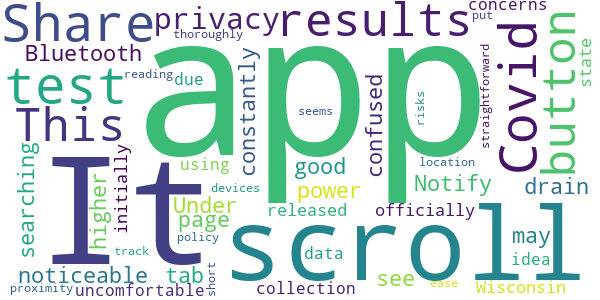 Share
privacy
results
concerns
put
thoroughly
Bluetooth
test
reading
due
app
constantly
confused
Covid
button
state
straightforward
This
seems
risks
searching
higher
initially
It
using
good
location
devices
power
Notify
drain
Under
page
released
officially
scroll
may
idea
track
policy
noticeable
tab
short
data
see
ease
proximity
uncomfortable
collection
Wisconsin